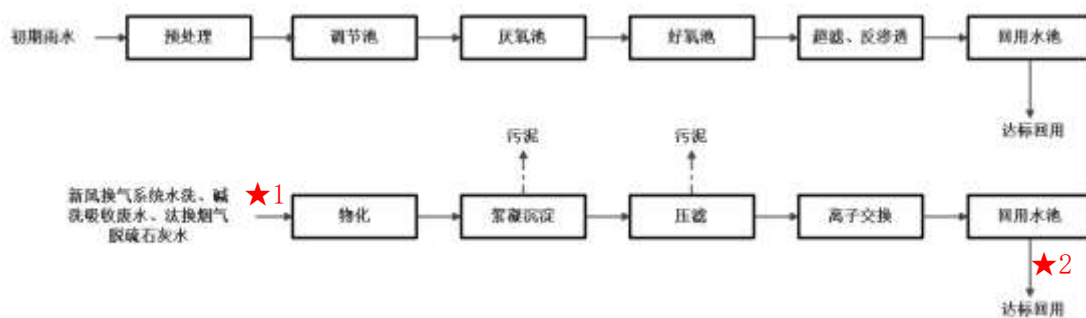 初期雨水
预处理
调节池
厌氧池
好氧池
超滤、反渗透
回用水池
达标回用
污泥
污泥
新风换气系统水洗、碱
洗吸收废水、汰换烟气
脱硫石灰水
★1
物化
絮凝沉淀
压滤
离子交换
回用水池
★2
达标回用